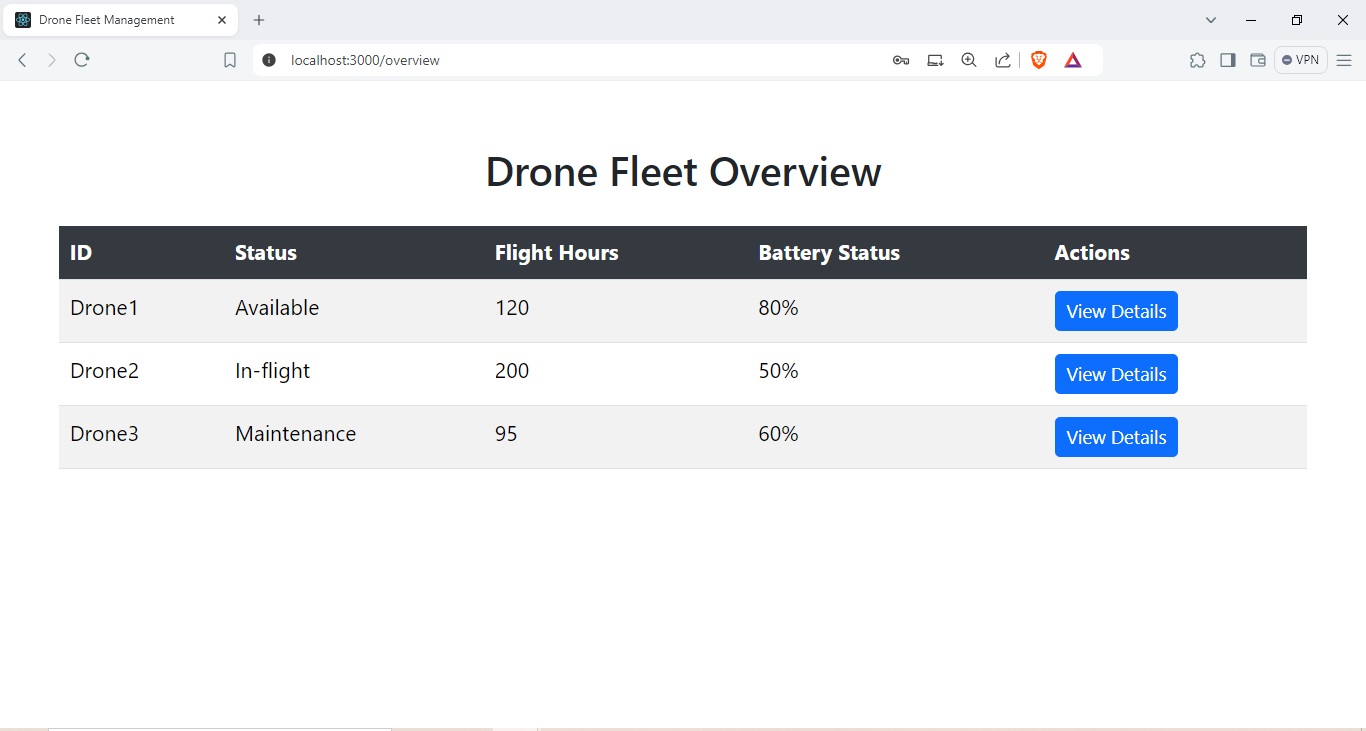 Drone Fleet Management
localhost:3000/overview
VPN
Drone Fleet Overview
ID Status Flight Hours Battery Status Actions
Drone1 Available 120 80% View Details
Drone2 In-flight 200 50% View Details
Drone3 Maintenance 95 60% View Details